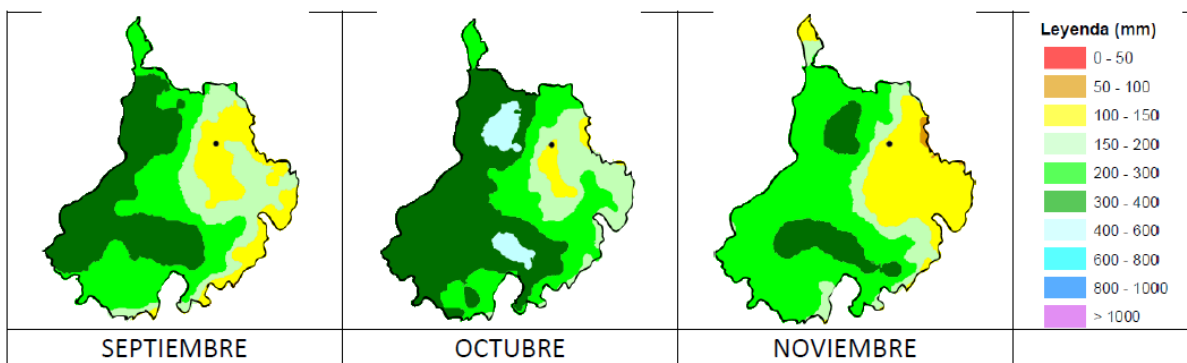 Leyenda (mm)
0 - 50
50 - 100
100 - 150
150 - 200
200 - 300
300 - 400
400 - 600
600 - 800
800 - 1000
> 1000
SEPTIEMBRE
OCTUBRE
NOVIEMBRE